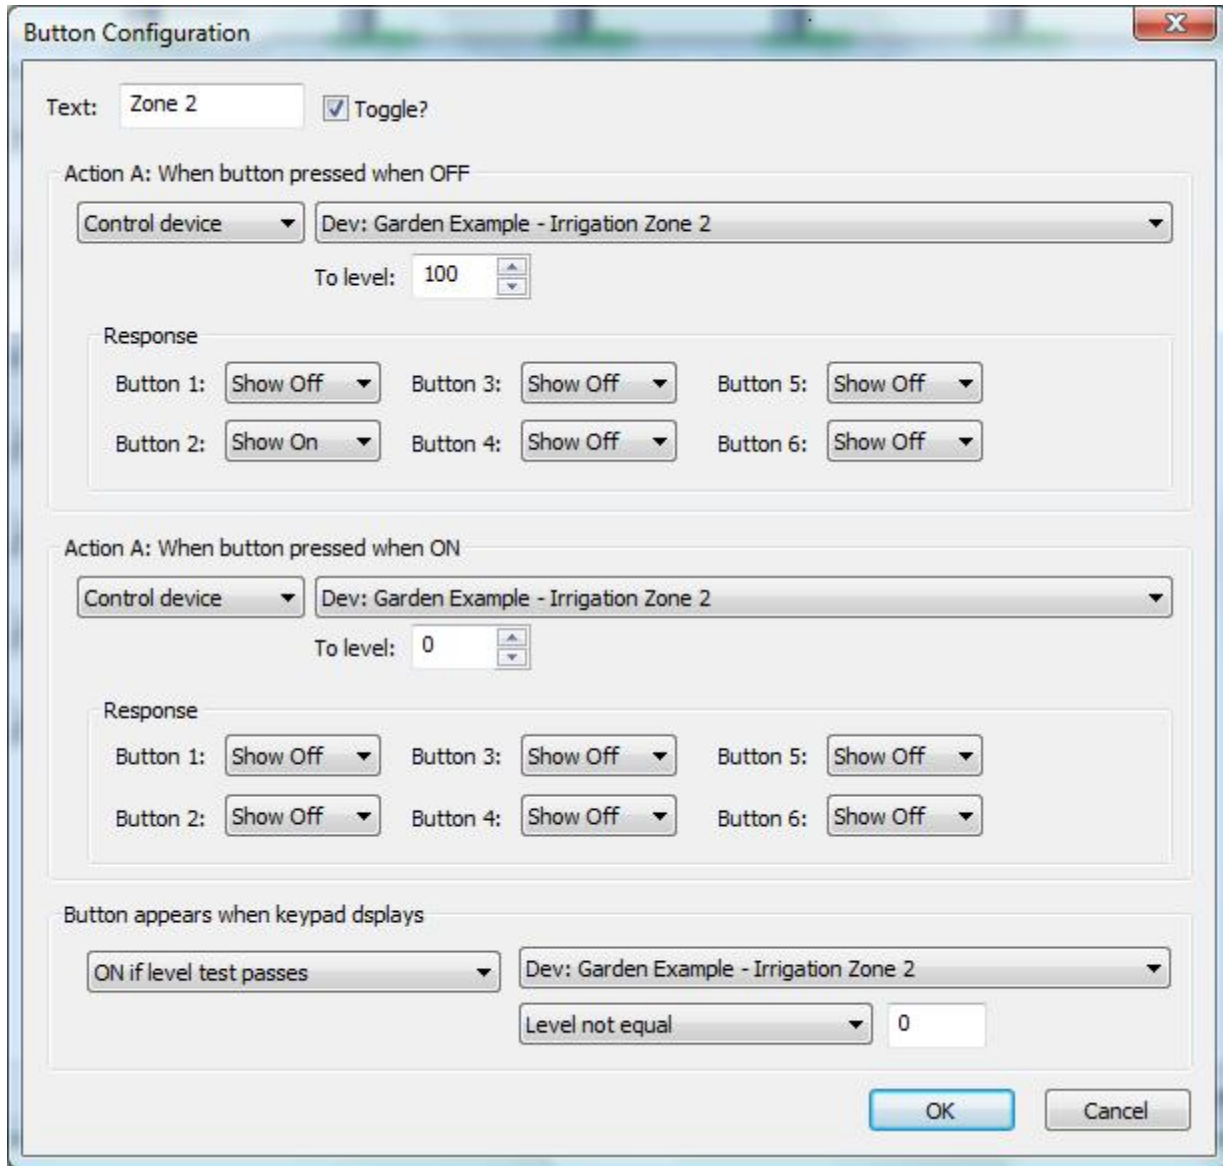 Button Configuration
Text: Zone 2 Toggle?
Action A: When button pressed when OFF
Control device Dev: Garden Example - Irrigation Zone 2
To level: 100
Response
Button 1: Show Off Button 3: Show Off Button 5: Show Off
Button 2: Show On Button 4: Show Off Button 6: Show Off
Action A: When button pressed when ON
Control device Dev: Garden Example - Irrigation Zone 2
To level: 0
Response
Button 1: Show Off Button 3: Show Off Button 5: Show Off
Button 2: Show Off Button 4: Show Off Button 6: Show Off
Button appears when keypad dsplays
ON if level test passes Dev: Garden Example - Irrigation Zone 2
Level not equal 0
OK Cancel